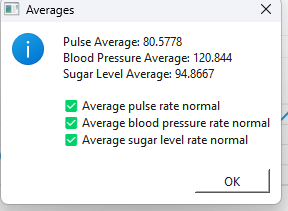 Averages
Pulse Average: 80.5778
Blood Pressure Average: 120.844
Sugar Level Average: 94.8667
Average pulse rate normal
Average blood pressure rate normal
Average sugar level rate normal
OK